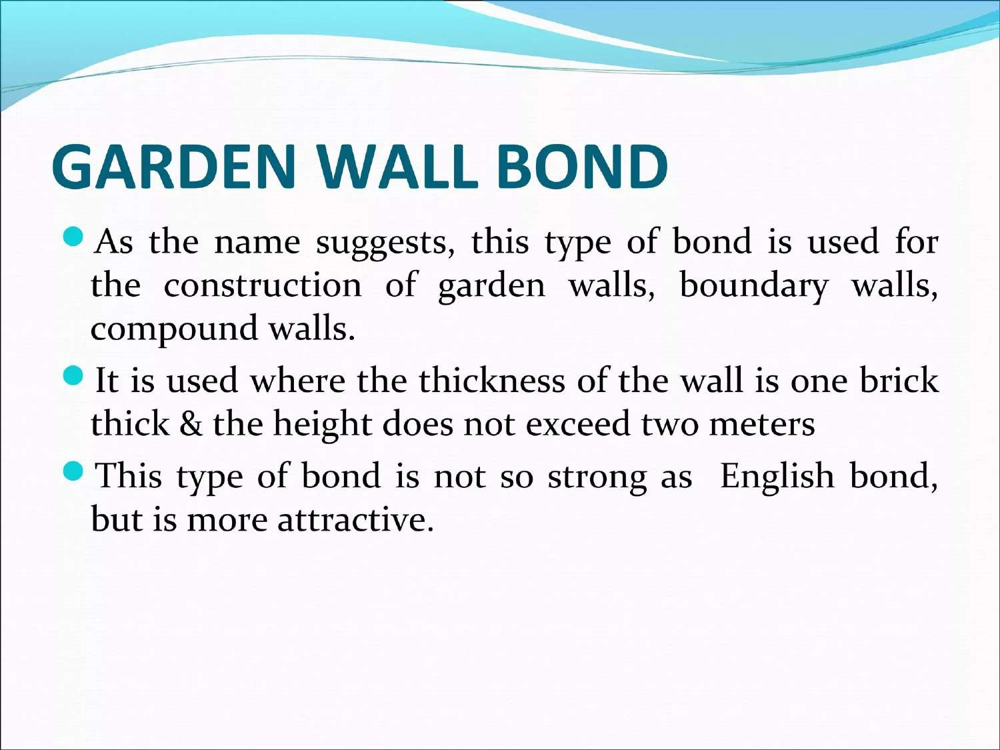 GARDEN WALL BOND
As the name suggests, this type of bond is used for
the construction of garden walls, boundary walls,
compound walls.
It is used where the thickness of the wall is one brick
thick & the height does not exceed two meters
This type of bond is not so strong as English bond,
but is more attractive.